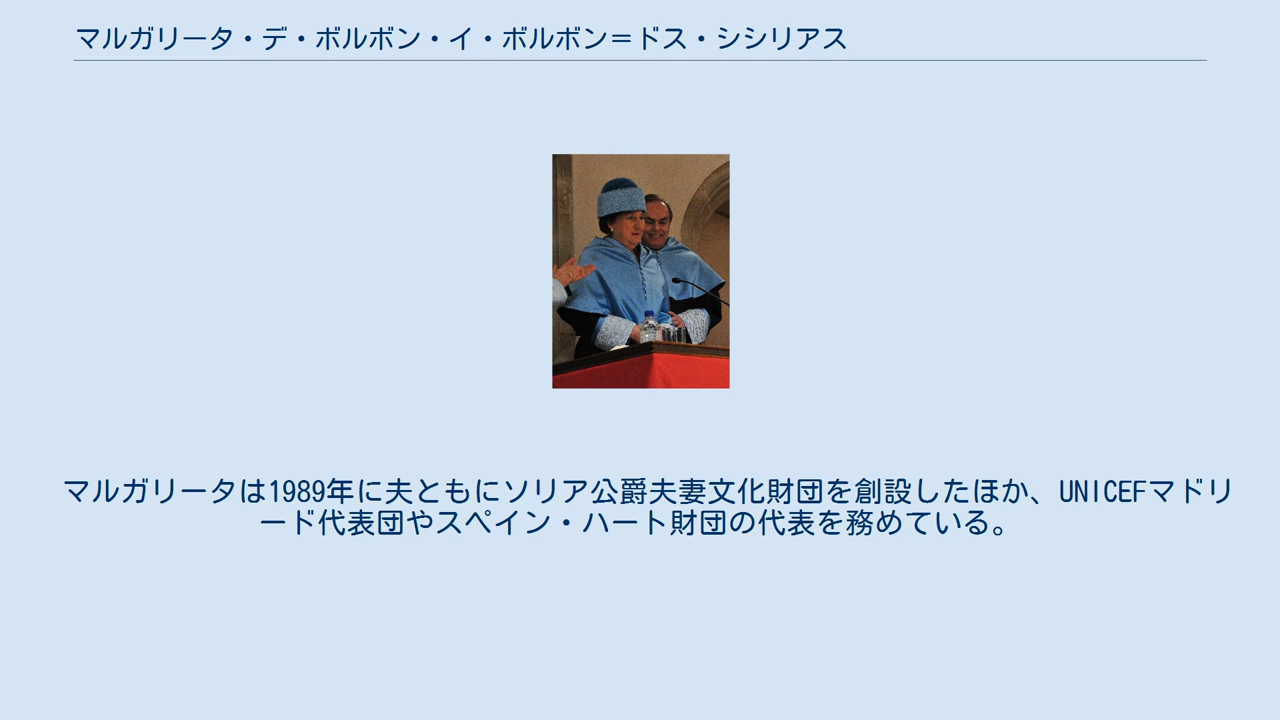 マルガリータ・デ・ボルボン・イ・ボルボン＝ドス・シシリアス
マルガリータは1989年に夫ともにソリア公爵夫妻文化財団を創設したほか、UNICEFマドリ
ード代表団やスペイン・ハート財団の代表を務めている。